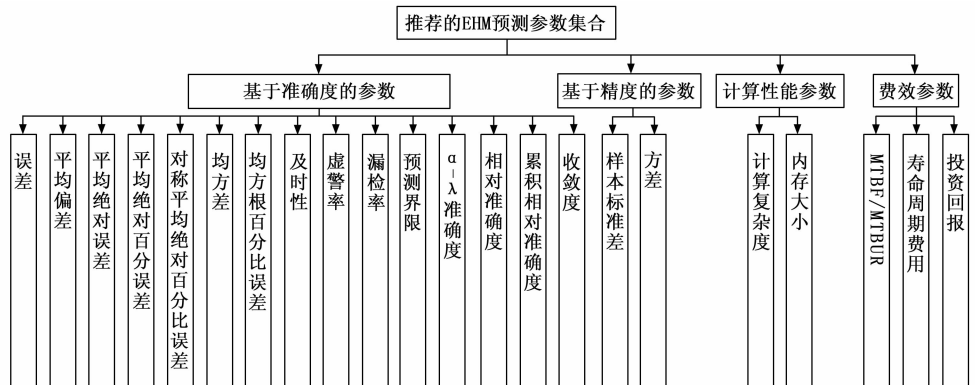 推荐的EHM预测参数集合
基于准确度的参数
基于精度的参数
计算性能参数
费效参数
误差
平均偏差
平均绝对误差
平均绝对百分误差
对称平均绝对百分比误差
均方差
均方根百分比误差
及时性
虚警率
漏检率
预测界限
α-λ准确度
相对准确度
累积相对准确度
收敛度
样本标准差
方差
计算复杂度
内存大小
MTBF/MTBUR
寿命周期费用
投资回报